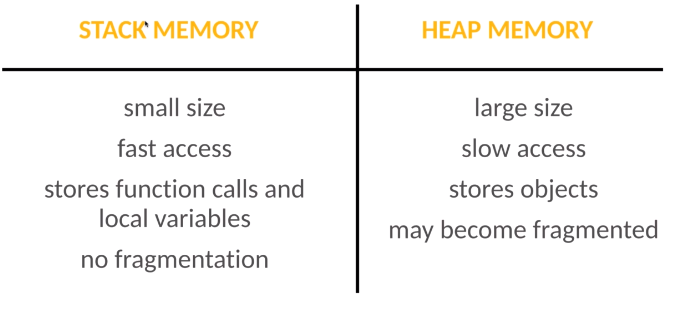 STACK MEMORY
HEAP MEMORY
small size
fast access
stores function calls and
local variables
no fragmentation
large size
slow access
stores objects
may become fragmented